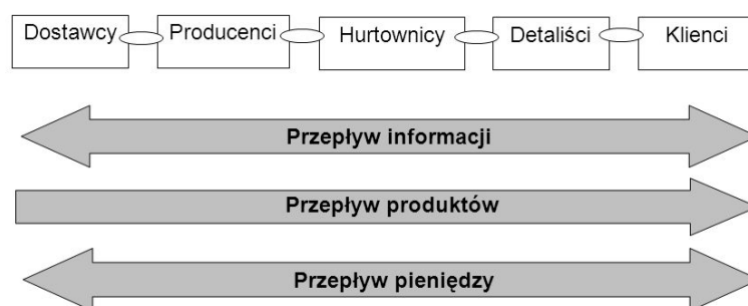 Dostawcy Producenci Hurtownicy Detaliści Klienci
Przepływ informacji
Przepływ produktów
Przepływ pieniędzy